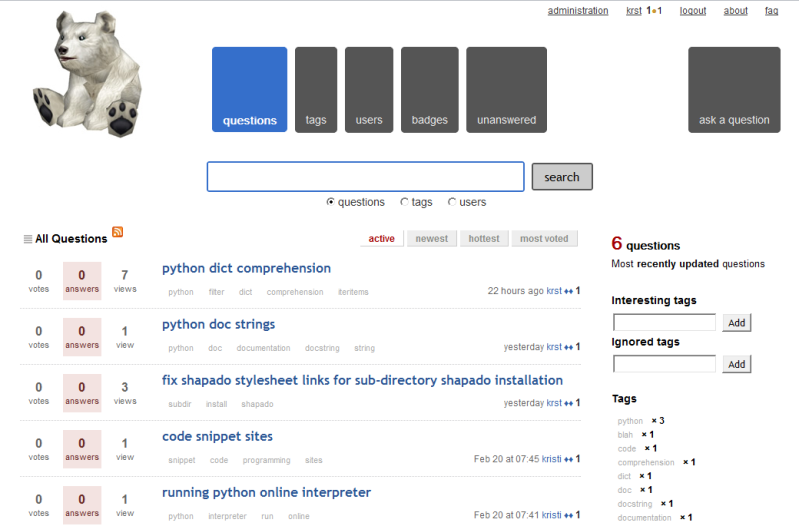 administration krst 1●1 logout about faq
questions tags users badges unanswered ask a question
search
questions tags users
All Questions
active newest hottest most voted
0 votes 0 answers 7 views
python dict comprehension
python filter dict comprehension iteritems
22 hours ago krst ♦♦ 1
0 votes 0 answers 1 view
python doc strings
python doc documentation docstring string
yesterday krst ♦♦ 1
0 votes 0 answers 3 views
fix shapado stylesheet links for sub-directory shapado installation
subdir install shapado
yesterday krst ♦♦ 1
0 votes 0 answers 1 view
code snippet sites
snippet code programming sites
Feb 20 at 07:45 kristi ♦♦ 1
0 votes 0 answers 1 view
running python online interpreter
python interpreter run online
Feb 20 at 07:41 kristi ♦♦ 1
6 questions
Most recently updated questions
Interesting tags
Add
Ignored tags
Add
Tags
python × 3
blah × 1
code × 1
comprehension × 1
dict × 1
doc × 1
docstring × 1
documentation × 1